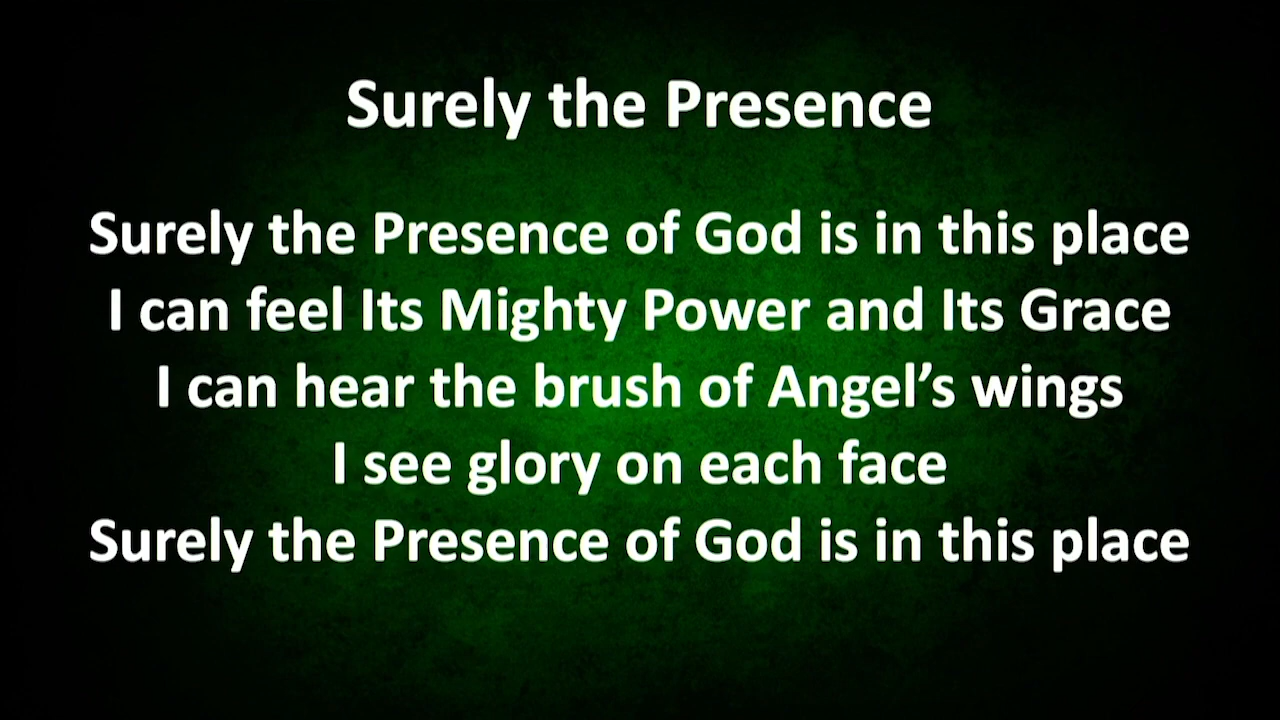 Surely the Presence
Surely the Presence of God is in this place
I can feel Its Mighty Power and Its Grace
I can hear the brush of Angel’s wings
I see glory on each face
Surely the Presence of God is in this place